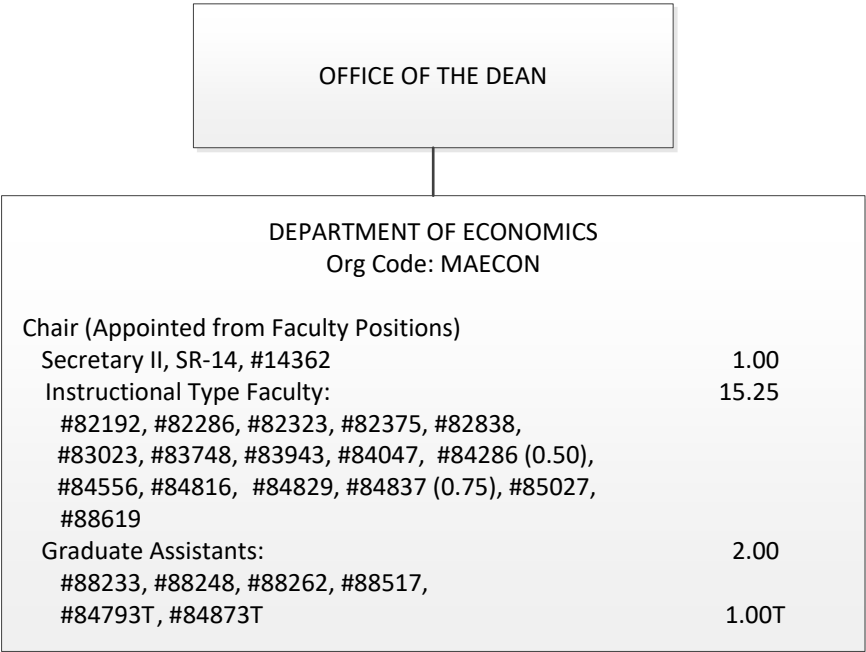 OFFICE OF THE DEAN
DEPARTMENT OF ECONOMICS
Org Code: MAECON
Chair (Appointed from Faculty Positions)
Secretary II, SR-14, #14362 1.00
Instructional Type Faculty: 15.25
#82192, #82286, #82323, #82375, #82838,
#83023, #83748, #83943, #84047, #84286 (0.50),
#84556, #84816, #84829, #84837 (0.75), #85027,
#88619
Graduate Assistants: 2.00
#88233, #88248, #88262, #88517,
#84793T, #84873T 1.00T